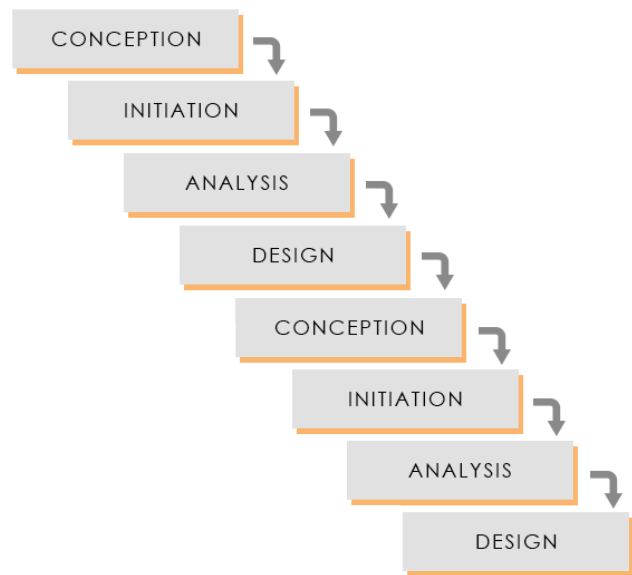 CONCEPTION
INITIATION
ANALYSIS
DESIGN
CONCEPTION
INITIATION
ANALYSIS
DESIGN